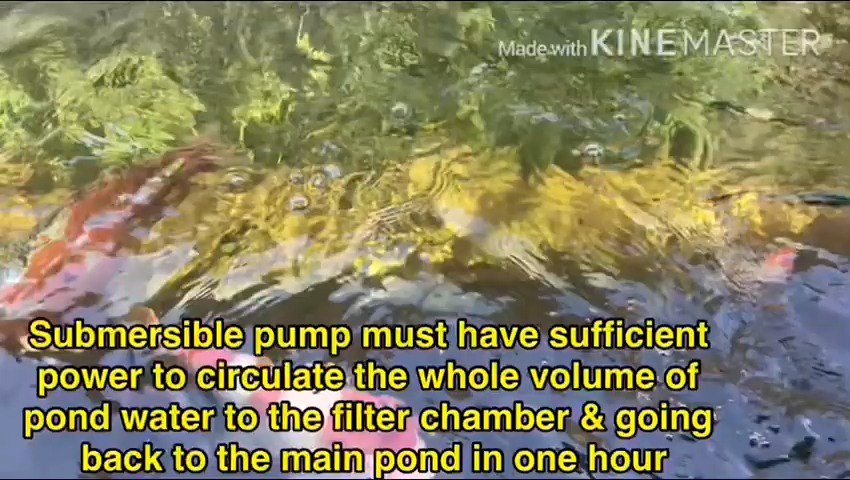 Made with KINEMASTER
Submersible pump must have sufficient
power to circulate the whole volume of
pond water to the filter chamber & going
back to the main pond in one hour